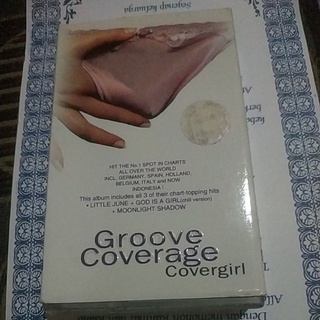 Segenap keluarga
HIT THE No.1 SPOT IN CHARTS
ALL OVER THE WORLD
INCL. GERMANY, SPAIN, HOLLAND,
BELGIUM, ITALY and NOW
INDONESIA !
This album includes all 3 of their chart-topping hits
• LITTLE JUNE • GOD IS A GIRL (chill version)
• MOONLIGHT SHADOW
Groove
Coverage
Covergirl